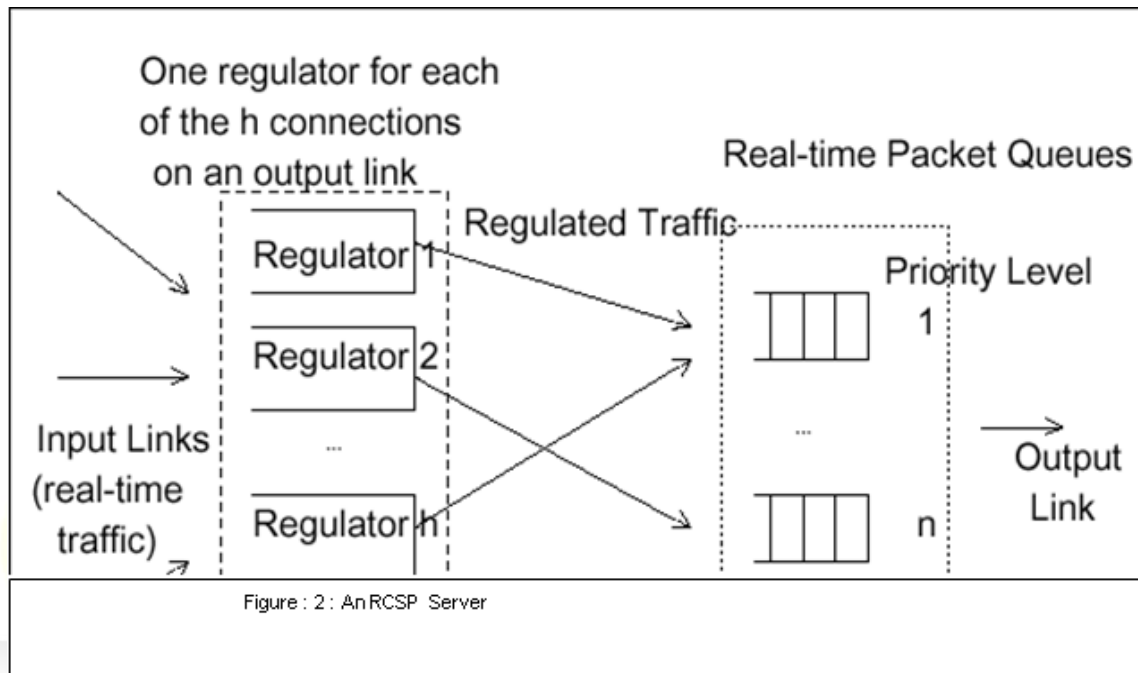 One regulator for each
of the h connections
on an output link
Real-time Packet Queues
Regulated Traffic
Regulator 1
Priority Level
1
Regulator 2
...
...
Input Links
(real-time
traffic)
Output
Link
Regulator h
n
Figure : 2 : An RCSP Server